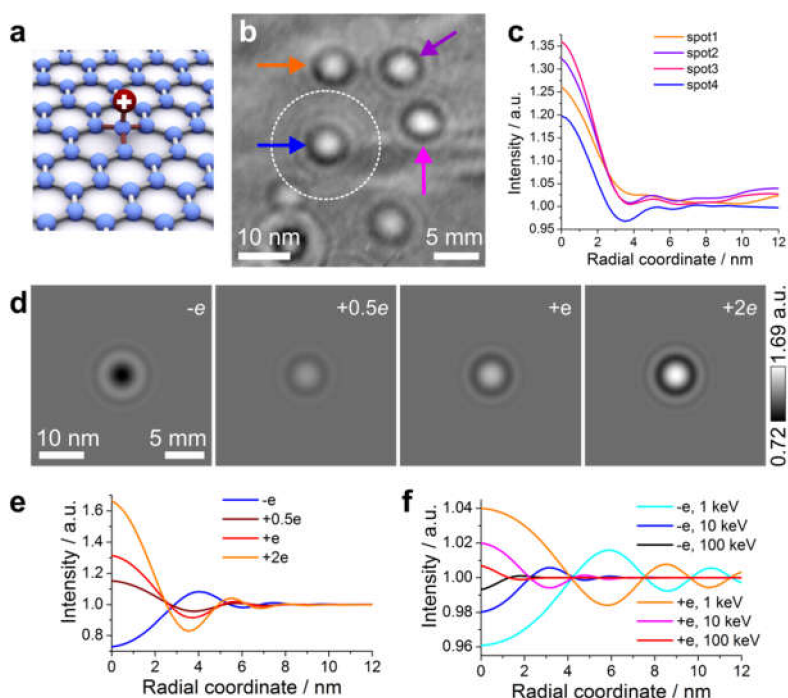 a
b
c
10 nm
5 mm
Intensity / a.u.
1.35
1.30
1.25
1.20
1.15
1.10
1.05
1.00
0.95
spot1
spot2
spot3
spot4
0 2 4 6 8 10 12
Radial coordinate / nm
d
-e
+0.5e
+e
+2e
10 nm
5 mm
0.72
1.69 a.u.
e
Intensity / a.u.
1.6
1.4
1.2
1.0
0.8
-e
+0.5e
+e
+2e
0 2 4 6 8 10 12
Radial coordinate / nm
f
Intensity / a.u.
1.04
1.02
1.00
0.98
0.96
-e, 1 keV
-e, 10 keV
-e, 100 keV
+e, 1 keV
+e, 10 keV
+e, 100 keV
0 2 4 6 8 10 12
Radial coordinate / nm